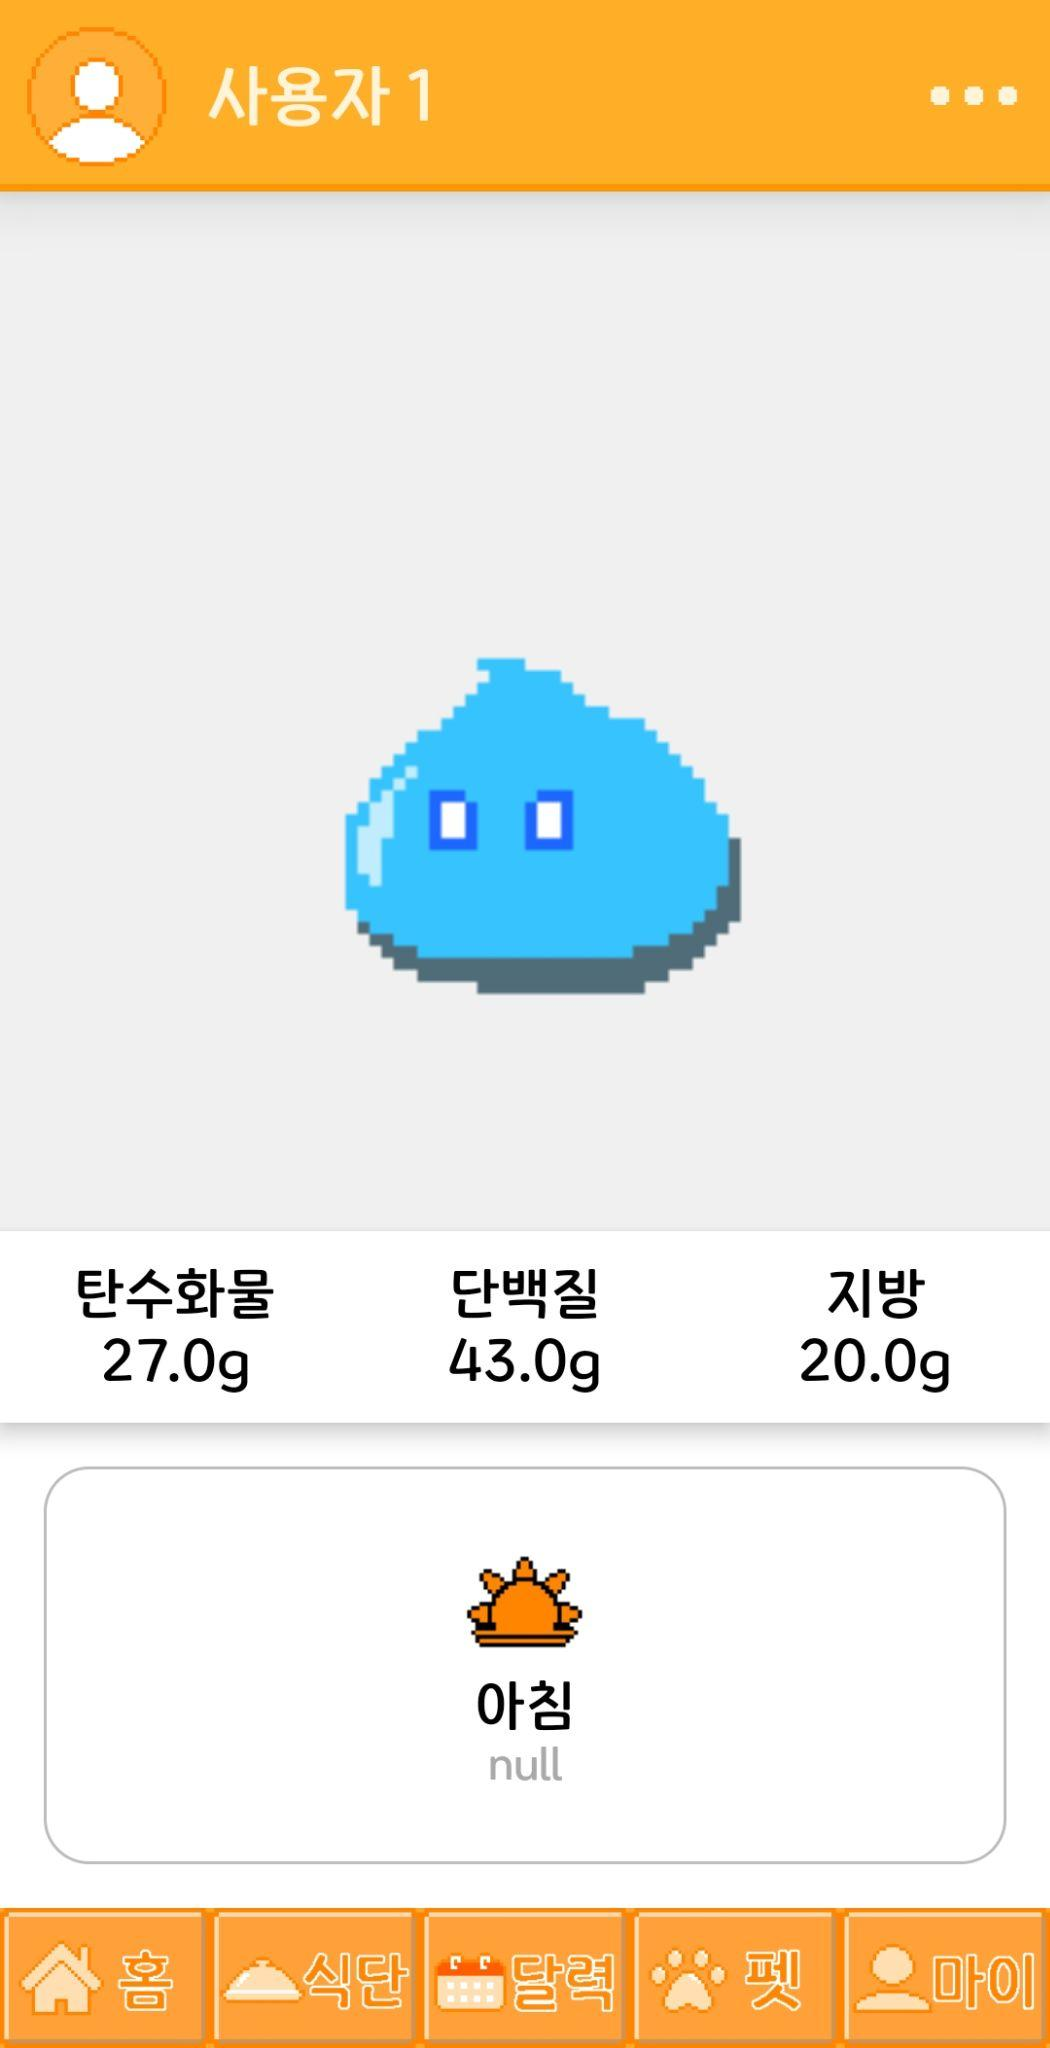 사용자 1
탄수화물 단백질 지방
27.0g 43.0g 20.0g
아침
null
홈 식단 달력 펫 마이